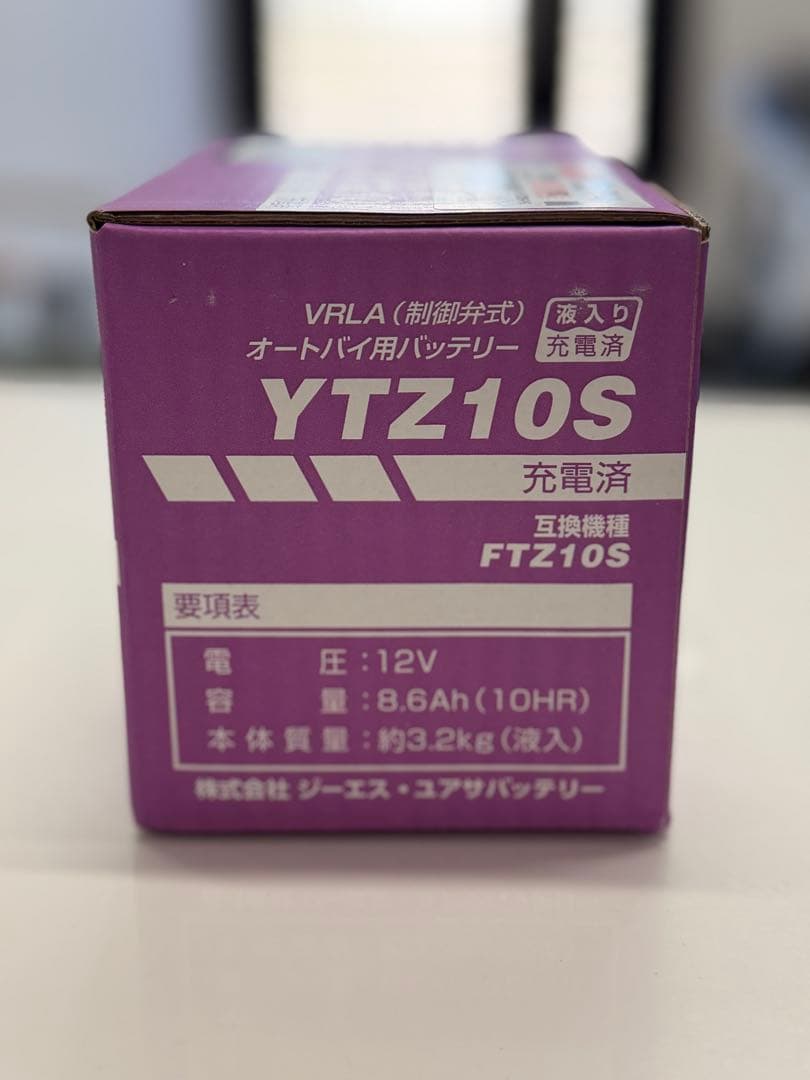 VRLA(制御弁式)
オートバイ用バッテリー
液入り
充電済
YTZ10S
充電済
互換機種
FTZ10S
要項表
電圧:12V
容量:8.6Ah(10HR)
本体質量:約3.2kg(液入)
株式会社 ジーエス・ユアサバッテリー